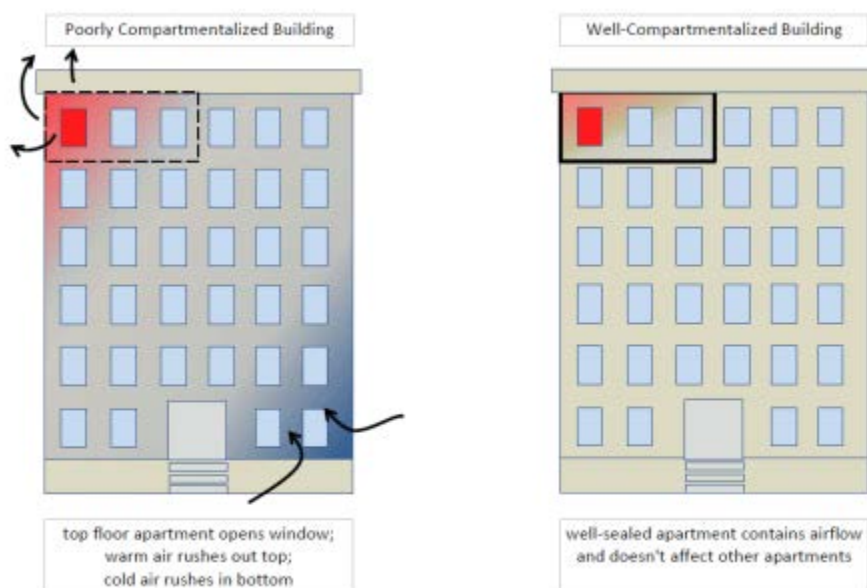 Poorly Compartmentalized Building
Well-Compartmentalized Building
top floor apartment opens window;
warm air rushes out top;
cold air rushes in bottom
well-sealed apartment contains airflow
and doesn't affect other apartments